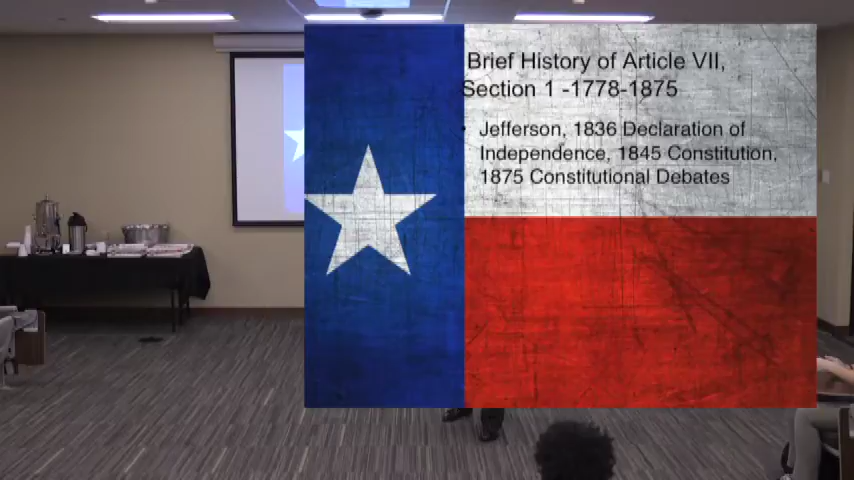 Brief History of Article VII,
Section 1 -1778-1875
• Jefferson, 1836 Declaration of
Independence, 1845 Constitution,
1875 Constitutional Debates